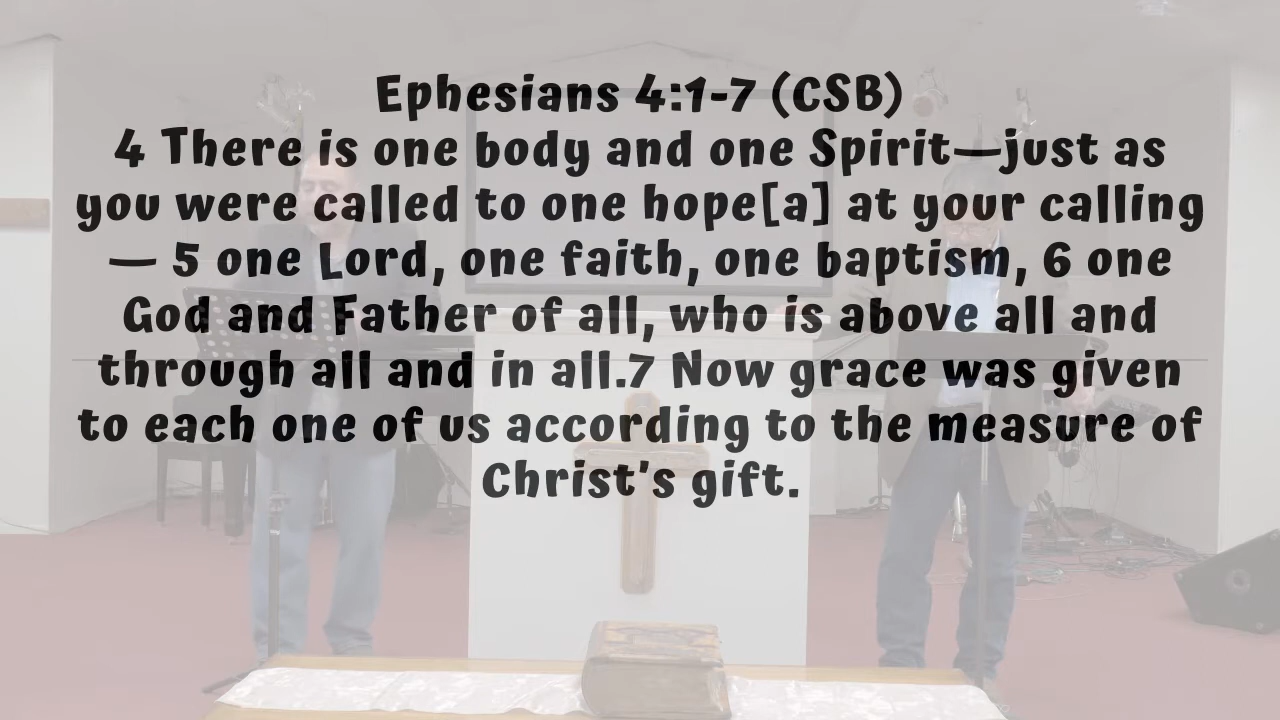 Ephesians 4:1-7 (CSB)
4 There is one body and one Spirit—just as
you were called to one hope[a] at your calling
— 5 one Lord, one faith, one baptism, 6 one
God and Father of all, who is above all and
through all and in all.7 Now grace was given
to each one of us according to the measure of
Christ's gift.